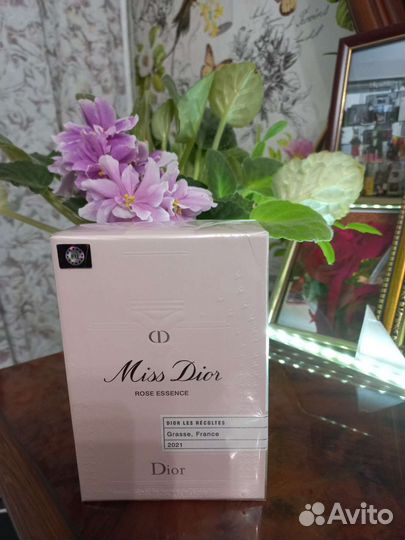 CD
Miss Dior
ROSE ESSENCE
DIOR LES RÉCOLTES
Grasse, France
2021
Dior
Avito